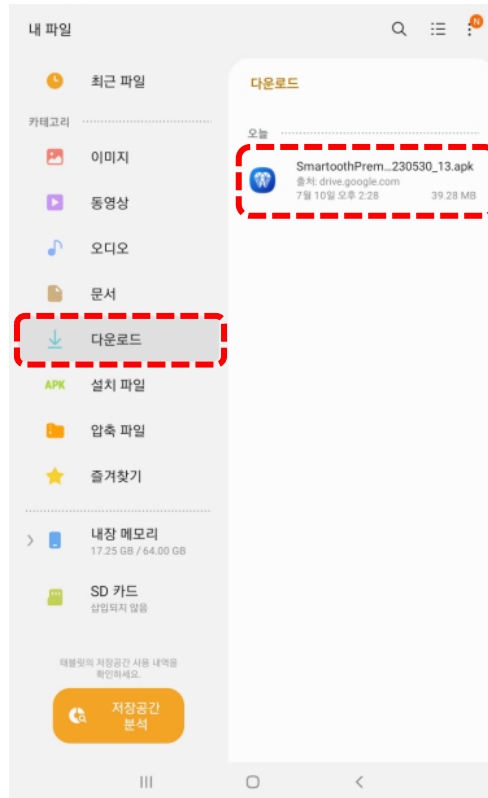 내 파일
N
최근 파일
카테고리
이미지
동영상
오디오
문서
다운로드
APK 설치 파일
압축 파일
즐겨찾기
내장 메모리
17.25 GB / 64.00 GB
SD 카드
삽입되지 않음
태블릿의 저장공간 사용 내역을
확인하세요.
저장공간
분석
다운로드
오늘
SmartoothPrem...230530_13.apk
출처: drive.google.com
7월 10일 오후 2:28 39.28 MB